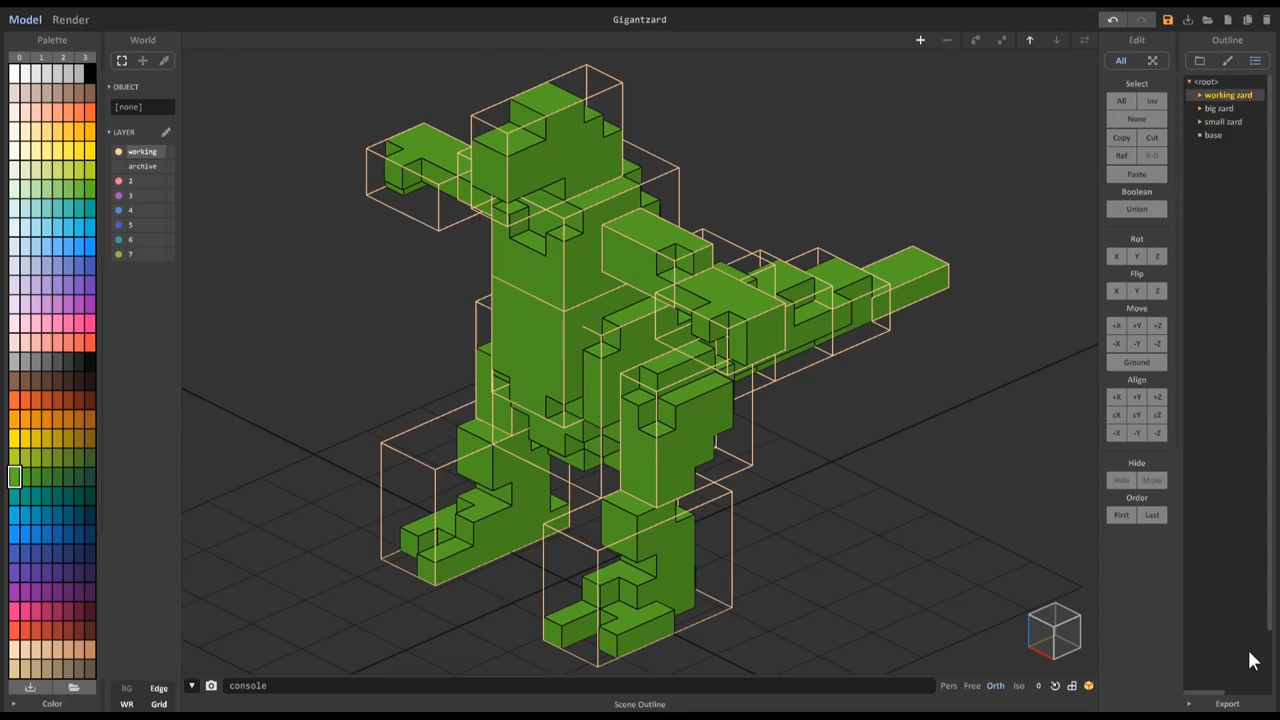 Model Render
Gigantzard
Palette
World
Edit
Outline
0 1 2 3
OBJECT
[none]
LAYER
working
archive
2
3
4
5
6
7
All
Select
All Inv
None
Copy Cut
Ref R-D
Paste
Boolean
Union
Rot
X Y Z
Flip
X Y Z
Move
+X +Y +Z
-X -Y -Z
Ground
Align
+X +Y +Z
cX cY cZ
-X -Y -Z
Hide
Hide Show
Order
First Last
<root>
working zard
big zard
small zard
base
BG Edge
WR Grid
Color
console
Pers Free Orth Iso 0
Scene Outline
Export